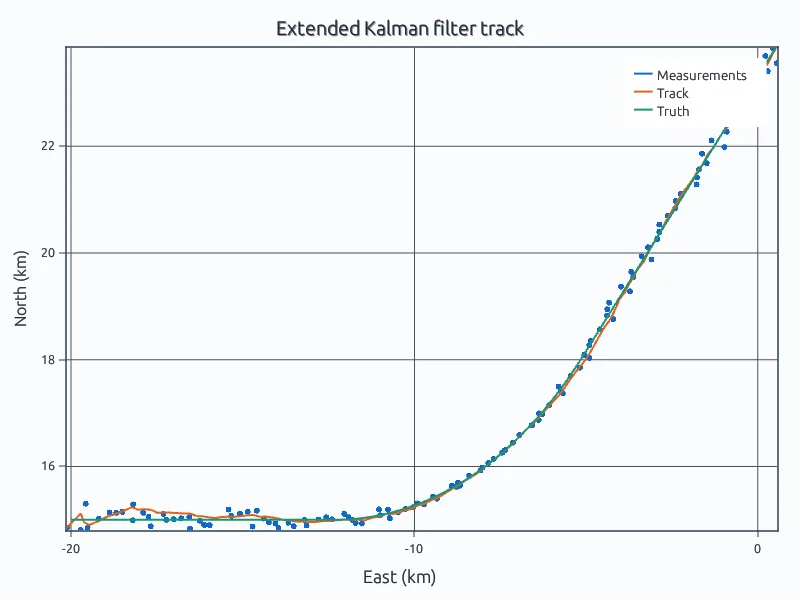 Extended Kalman filter track
Measurements
Track
Truth
22
20
18
16
North (km)
-20
-10
0
East (km)